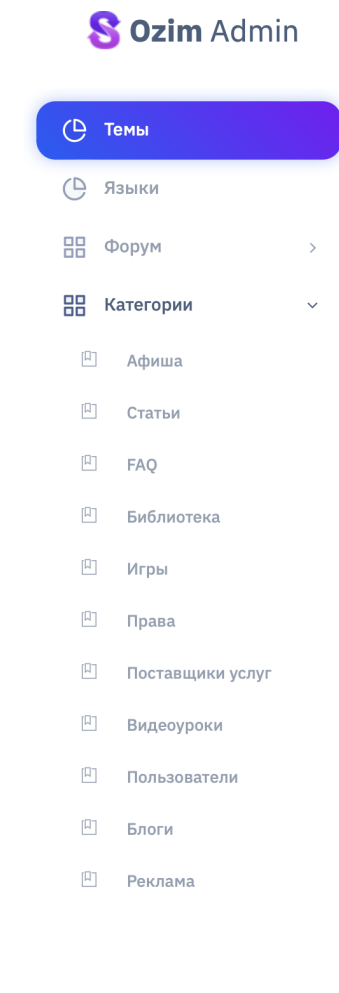 Ozim Admin
Темы
Языки
Форум
Категории
Афиша
Статьи
FAQ
Библиотека
Игры
Права
Поставщики услуг
Видеоуроки
Пользователи
Блоги
Реклама